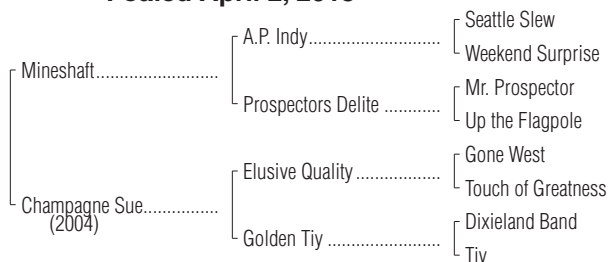 Foaled April 2,
Seattle Slew
A.P. Indy
Weekend Surprise
Mineshaft
Mr. Prospector
Prospectors Delite
Up the Flagpole
Gone West
Elusive Quality
Touch of Greatness
Champagne Sue
(2004)
Dixieland Band
Golden Tiy
Tiy